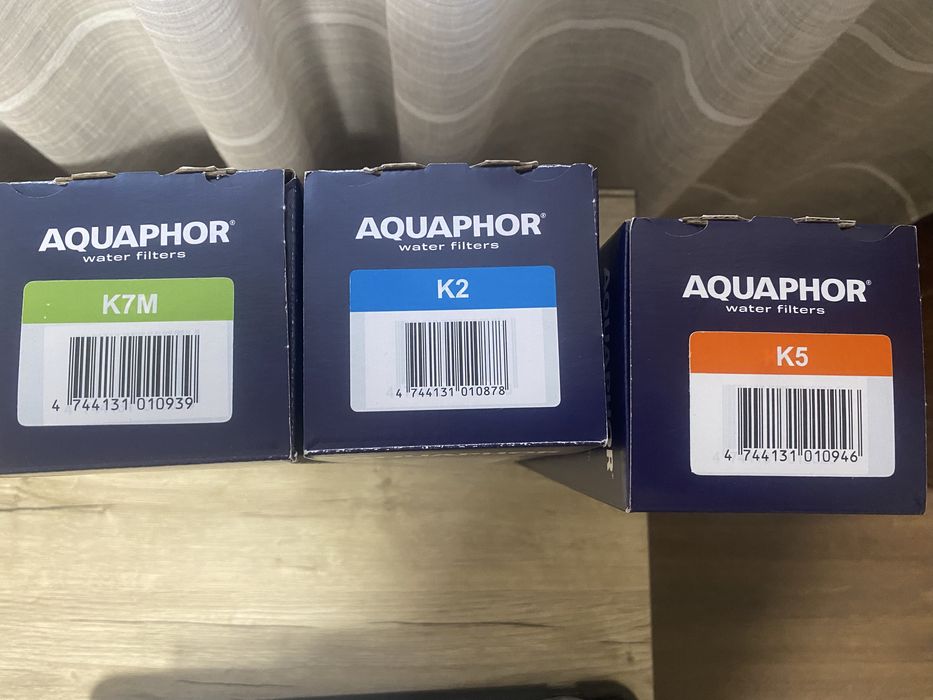 AQUAPHOR®
water filters
K7M
4 744131 010939
AQUAPHOR®
water filters
K2
4 744131 010878
AQUAPHOR®
water filters
K5
4 744131 010946